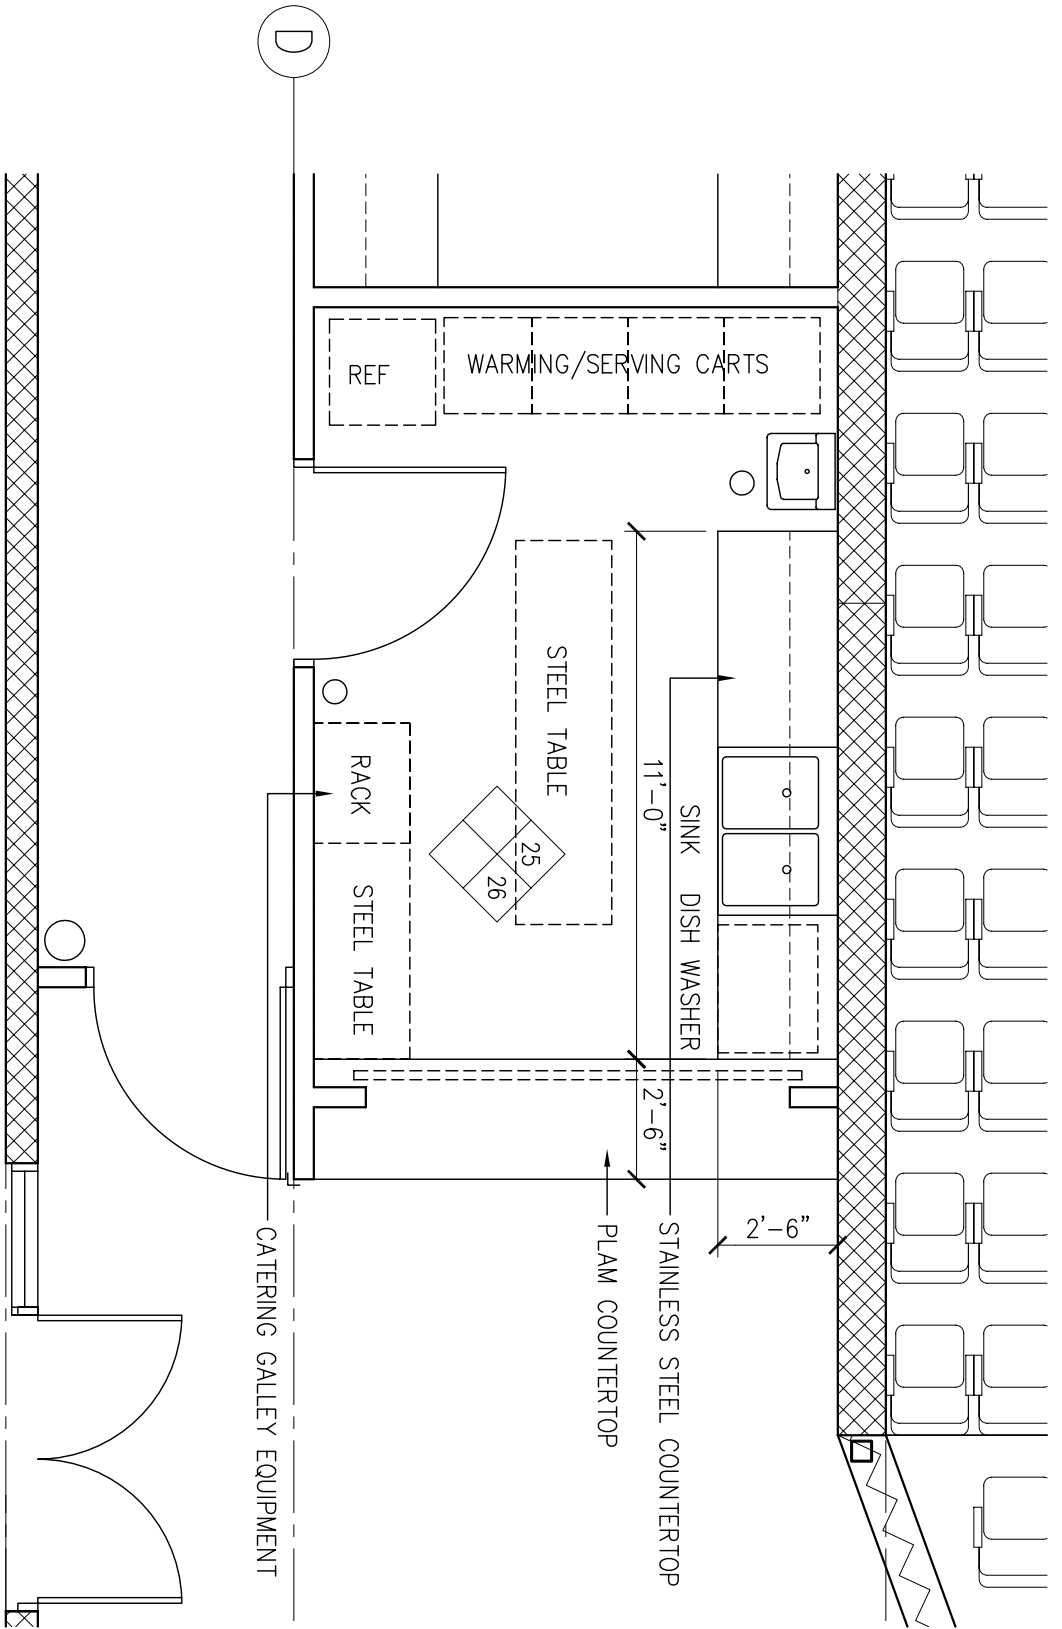 D
REF
WARMING/SERVING CARTS
STEEL TABLE
RACK
STEEL TABLE
25
26
11'-0"
SINK
DISH WASHER
2'-6"
2'-6"
STAINLESS STEEL COUNTERTOP
PLAM COUNTERTOP
CATERING GALLEY EQUIPMENT